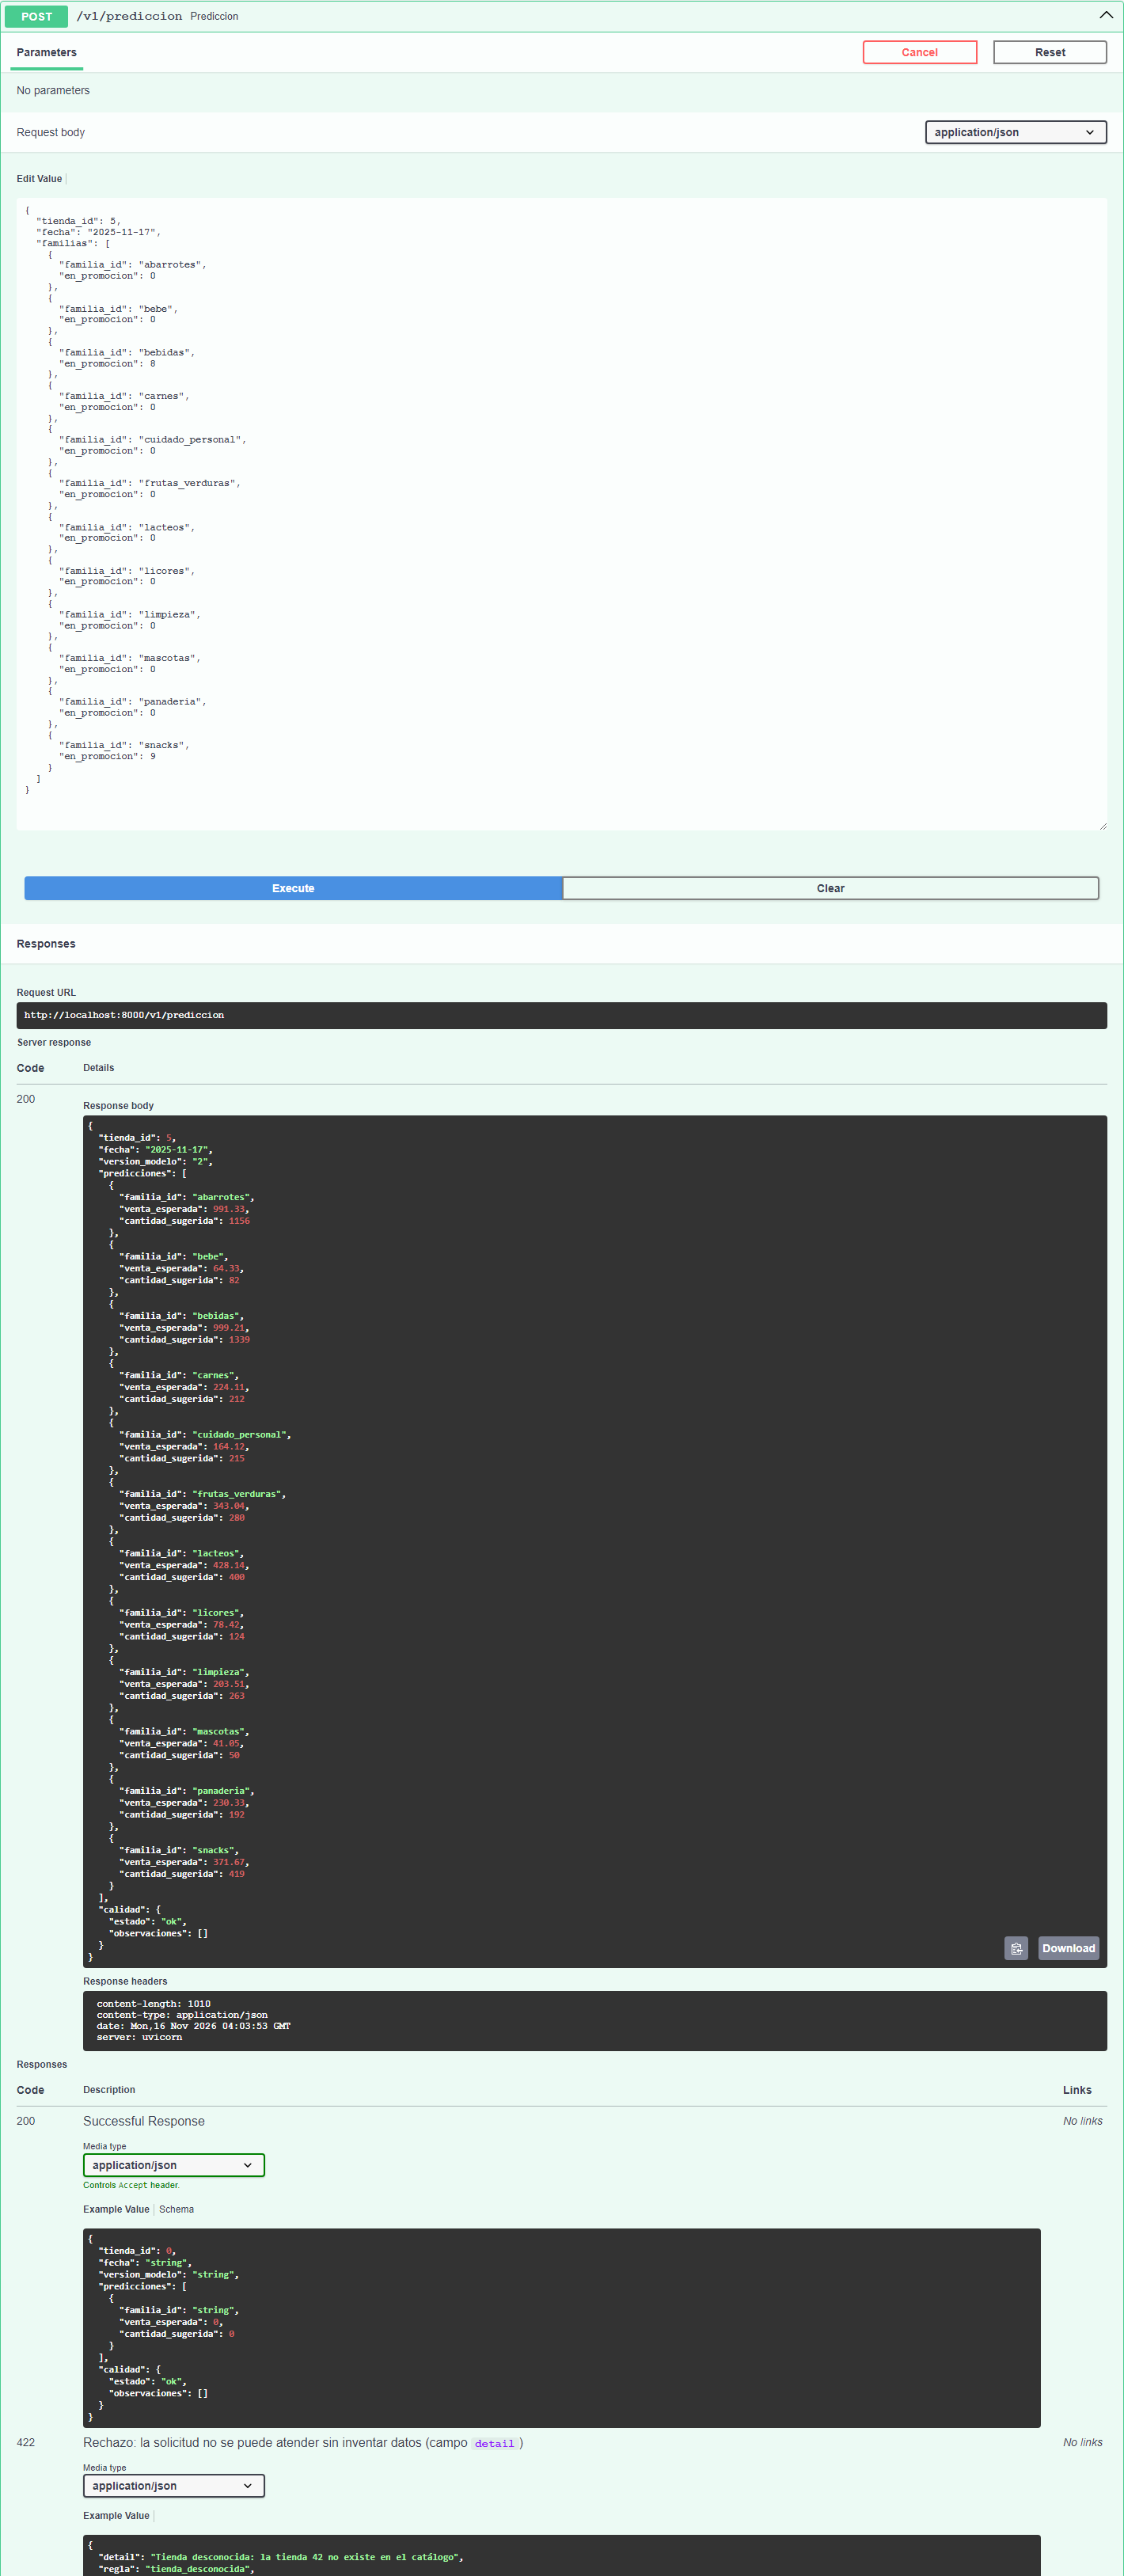 POST /v1/prediccion Prediccion
Parameters
Cancel
Reset
No parameters
Request body
application/json
Edit Value
{
  "tienda_id": 5,
  "fecha": "2025-11-17",
  "familias": [
    {
      "familia_id": "abarrotes",
      "en_promocion": 0
    },
    {
      "familia_id": "bebe",
      "en_promocion": 0
    },
    {
      "familia_id": "bebidas",
      "en_promocion": 8
    },
    {
      "familia_id": "carnes",
      "en_promocion": 0
    },
    {
      "familia_id": "cuidado_personal",
      "en_promocion": 0
    },
    {
      "familia_id": "frutas_verduras",
      "en_promocion": 0
    },
    {
      "familia_id": "lacteos",
      "en_promocion": 0
    },
    {
      "familia_id": "licores",
      "en_promocion": 0
    },
    {
      "familia_id": "limpieza",
      "en_promocion": 0
    },
    {
      "familia_id": "mascotas",
      "en_promocion": 0
    },
    {
      "familia_id": "panaderia",
      "en_promocion": 0
    },
    {
      "familia_id": "snacks",
      "en_promocion": 9
    }
  ]
}
Execute
Clear
Responses
Request URL
http://localhost:8000/v1/prediccion
Server response
Code Details
200
Response body
{
  "tienda_id": 5,
  "fecha": "2025-11-17",
  "version_modelo": "2",
  "predicciones": [
    {
      "familia_id": "abarrotes",
      "venta_esperada": 991.33,
      "cantidad_sugerida": 1156
    },
    {
      "familia_id": "bebe",
      "venta_esperada": 64.33,
      "cantidad_sugerida": 82
    },
    {
      "familia_id": "bebidas",
      "venta_esperada": 999.21,
      "cantidad_sugerida": 1339
    },
    {
      "familia_id": "carnes",
      "venta_esperada": 224.11,
      "cantidad_sugerida": 212
    },
    {
      "familia_id": "cuidado_personal",
      "venta_esperada": 164.12,
      "cantidad_sugerida": 215
    },
    {
      "familia_id": "frutas_verduras",
      "venta_esperada": 343.04,
      "cantidad_sugerida": 280
    },
    {
      "familia_id": "lacteos",
      "venta_esperada": 428.14,
      "cantidad_sugerida": 400
    },
    {
      "familia_id": "licores",
      "venta_esperada": 78.42,
      "cantidad_sugerida": 124
    },
    {
      "familia_id": "limpieza",
      "venta_esperada": 203.51,
      "cantidad_sugerida": 263
    },
    {
      "familia_id": "mascotas",
      "venta_esperada": 41.05,
      "cantidad_sugerida": 50
    },
    {
      "familia_id": "panaderia",
      "venta_esperada": 230.33,
      "cantidad_sugerida": 192
    },
    {
      "familia_id": "snacks",
      "venta_esperada": 371.67,
      "cantidad_sugerida": 419
    }
  ],
  "calidad": {
    "estado": "ok",
    "observaciones": []
  }
}
Download
Response headers
content-length: 1010
content-type: application/json
date: Mon,16 Nov 2026 04:03:53 GMT
server: uvicorn
Responses
Code Description Links
200 Successful Response No links
Media type
application/json
Controls Accept header.
Example Value Schema
{
  "tienda_id": 0,
  "fecha": "string",
  "version_modelo": "string",
  "predicciones": [
    {
      "familia_id": "string",
      "venta_esperada": 0,
      "cantidad_sugerida": 0
    }
  ],
  "calidad": {
    "estado": "ok",
    "observaciones": []
  }
}
422 Rechazo: la solicitud no se puede atender sin inventar datos (campo detail ) No links
Media type
application/json
Example Value
{
  "detail": "Tienda desconocida: la tienda 42 no existe en el catálogo",
  "regla": "tienda_desconocida",